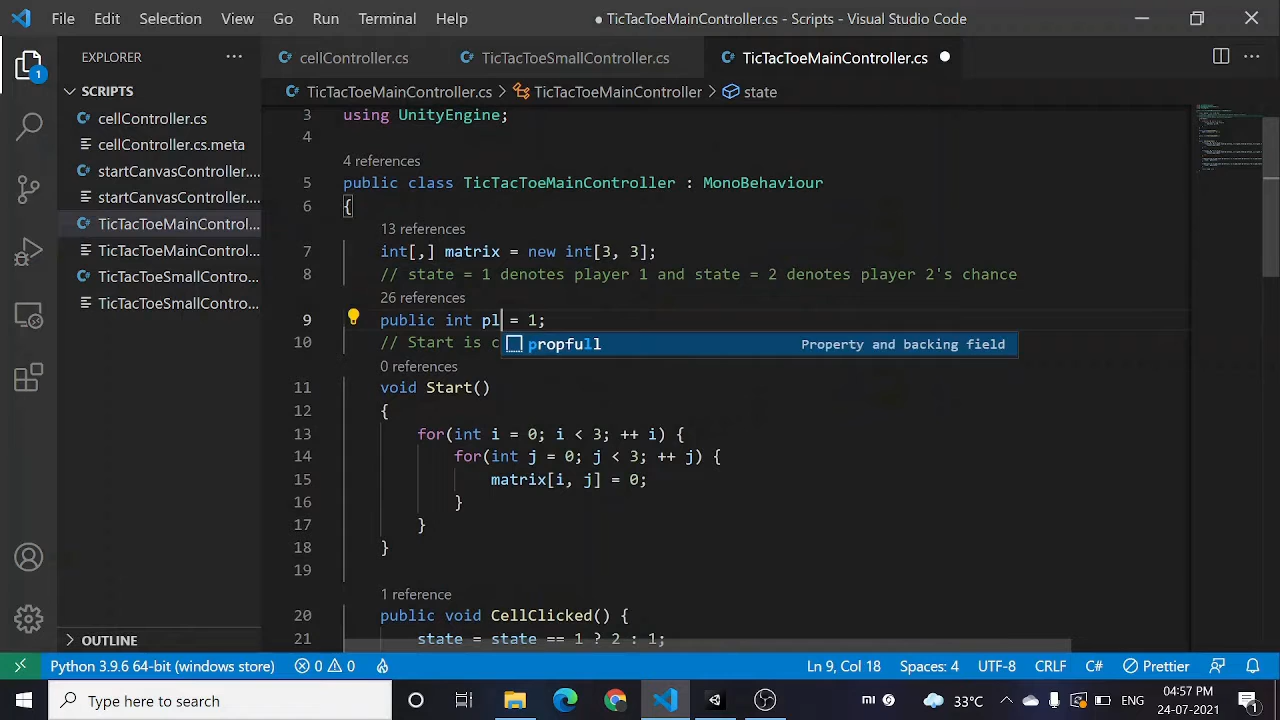 File Edit Selection View Go Run Terminal Help ● TicTacToeMainController.cs - Scripts - Visual Studio Code
EXPLORER ··· cellController.cs TicTacToeSmallController.cs TicTacToeMainController.cs ● ···
SCRIPTS
TicTacToeMainController.cs > TicTacToeMainController > state
cellController.cs
cellController.cs.meta
startCanvasController....
startCanvasController....
TicTacToeMainControl...
TicTacToeMainControl...
TicTacToeSmallControl...
TicTacToeSmallControl...
3 using UnityEngine;
4
4 references
5 public class TicTacToeMainController : MonoBehaviour
6 {
13 references
7 int[,] matrix = new int[3, 3];
8 // state = 1 denotes player 1 and state = 2 denotes player 2's chance
26 references
9 public int pl = 1;
10 // Start is c
propfull Property and backing field
0 references
11 void Start()
12 {
13 for(int i = 0; i < 3; ++ i) {
14 for(int j = 0; j < 3; ++ j) {
15 matrix[i, j] = 0;
16 }
17 }
18 }
19
1 reference
20 public void CellClicked() {
21 state = state == 1 ? 2 : 1;
OUTLINE
1
Python 3.9.6 64-bit (windows store) 0 0 Ln 9, Col 18 Spaces: 4 UTF-8 CRLF C# Prettier
Type here to search mi 33°C ENG 04:57 PM
24-07-2021 1